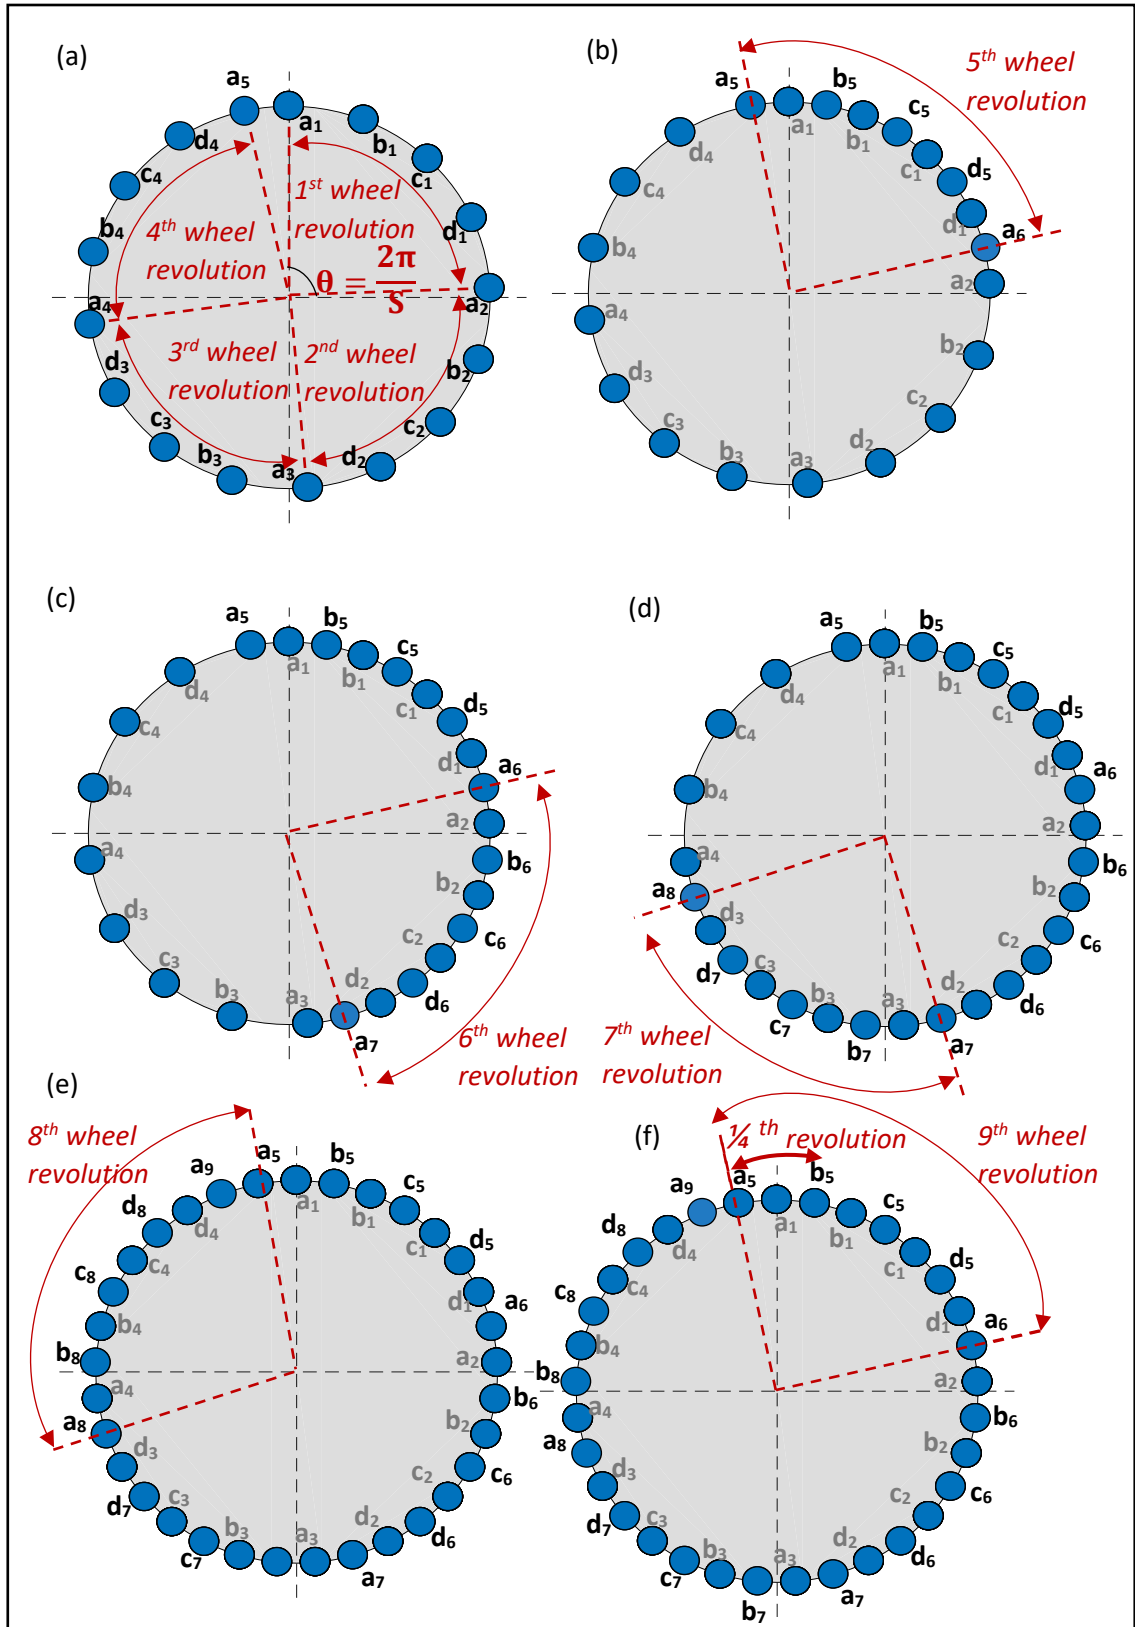 (a)
a5
a1
b1
c1
d1
a2
b2
c2
d2
a3
b3
c3
d3
a4
b4
c4
d4
1st wheel
revolution
θ = 2π
S
2nd wheel
revolution
3rd wheel
revolution
4th wheel
revolution
(b)
5th wheel
revolution
a5
a1
b5
b1
c5
c1
d5
d1
a6
a2
b2
c2
d2
a3
b3
c3
d3
a4
b4
c4
d4
(c)
a5
a1
b5
b1
c5
c1
d5
d1
a6
a2
b6
b2
c6
c2
d6
d2
a7
a3
b3
c3
d3
a4
b4
c4
d4
6th wheel
revolution
(d)
a5
a1
b5
b1
c5
c1
d5
d1
a6
a2
b6
b2
c6
c2
d6
d2
a7
a3
b7
b3
c7
c3
d7
d3
a8
a4
b4
c4
d4
7th wheel
revolution
(e)
8th wheel
revolution
a9
a5
a1
b5
b1
c5
c1
d5
d1
a6
a2
b6
b2
c6
c2
d6
d2
a7
a3
b3
c7
c3
d7
d3
a8
a4
b8
b4
c8
c4
d8
d4
(f)
¼ th revolution
9th wheel
revolution
a9
a5
a1
b5
b1
c5
c1
d5
d1
a6
a2
b6
b2
c6
c2
d6
d2
a7
a3
b7
b3
c7
c3
d7
d3
a8
a4
b8
b4
c8
c4
d8
d4